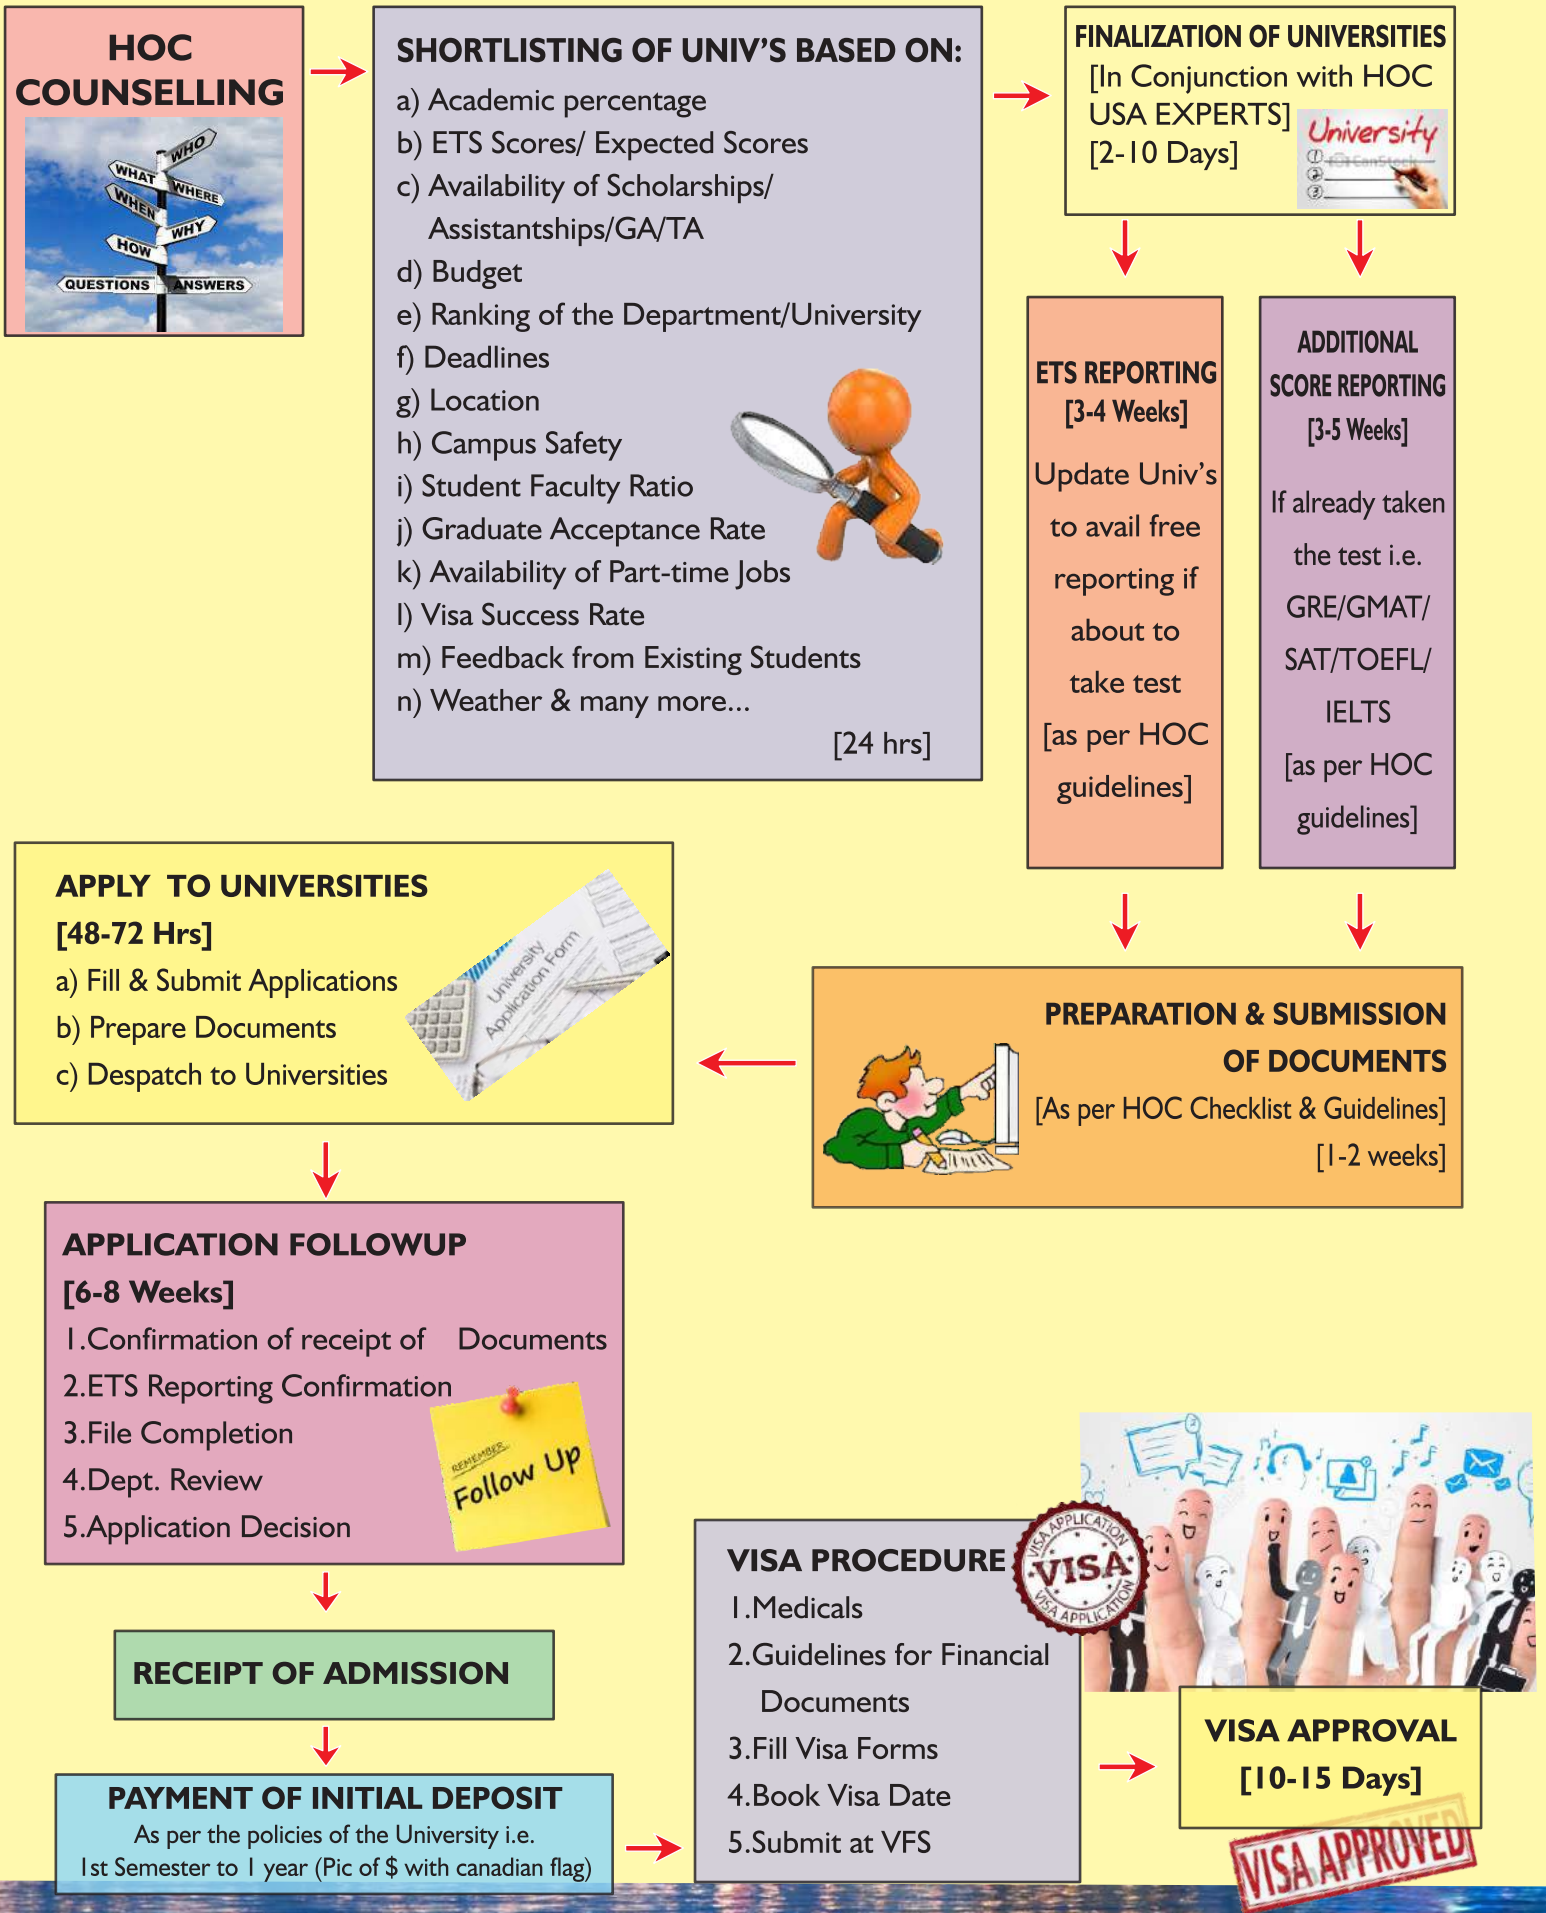 HOC
COUNSELLING
WHO
WHAT
WHERE
WHEN
WHY
HOW
QUESTIONS ANSWERS
SHORTLISTING OF UNIV'S BASED ON:
a) Academic percentage
b) ETS Scores/ Expected Scores
c) Availability of Scholarships/
Assistantships/GA/TA
d) Budget
e) Ranking of the Department/University
f) Deadlines
g) Location
h) Campus Safety
i) Student Faculty Ratio
j) Graduate Acceptance Rate
k) Availability of Part-time Jobs
l) Visa Success Rate
m) Feedback from Existing Students
n) Weather & many more...
[24 hrs]
FINALIZATION OF UNIVERSITIES
[In Conjunction with HOC
USA EXPERTS]
[2-10 Days]
University
1
CanStock
2
3
ETS REPORTING
[3-4 Weeks]
Update Univ's
to avail free
reporting if
about to
take test
[as per HOC
guidelines]
ADDITIONAL
SCORE REPORTING
[3-5 Weeks]
If already taken
the test i.e.
GRE/GMAT/
SAT/TOEFL/
IELTS
[as per HOC
guidelines]
PREPARATION & SUBMISSION
OF DOCUMENTS
[As per HOC Checklist & Guidelines]
[1-2 weeks]
APPLY TO UNIVERSITIES
[48-72 Hrs]
a) Fill & Submit Applications
b) Prepare Documents
c) Despatch to Universities
University
Application Form
APPLICATION FOLLOWUP
[6-8 Weeks]
1.Confirmation of receipt of Documents
2.ETS Reporting Confirmation
3.File Completion
4.Dept. Review
5.Application Decision
REMEMBER
Follow Up
RECEIPT OF ADMISSION
PAYMENT OF INITIAL DEPOSIT
As per the policies of the University i.e.
1st Semester to 1 year (Pic of $ with canadian flag)
VISA PROCEDURE
1.Medicals
2.Guidelines for Financial
Documents
3.Fill Visa Forms
4.Book Visa Date
5.Submit at VFS
VISA APPLICATION
VISA
VISA APPLICATION
VISA APPROVAL
[10-15 Days]
VISA APPROVED